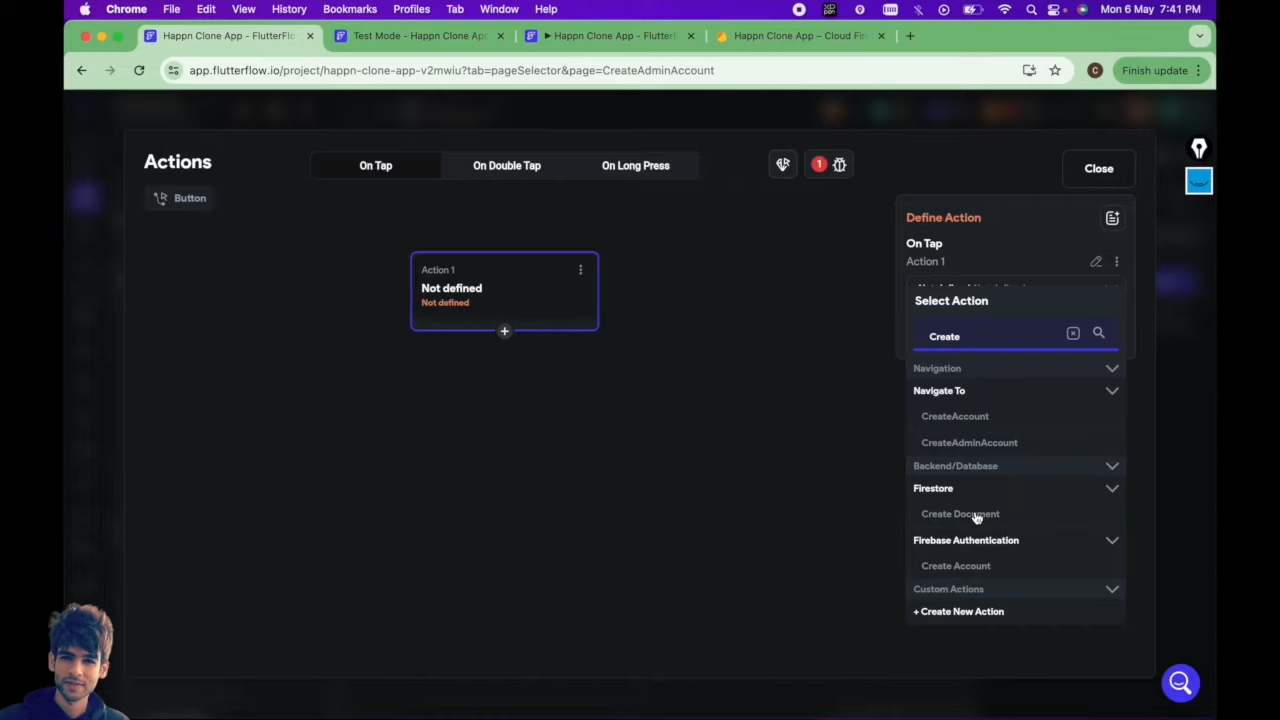 Chrome File Edit View History Bookmarks Profiles Tab Window Help Mon 6 May 7:41 PM
Happn Clone App - FlutterFlow Test Mode - Happn Clone Ap Happn Clone App - Flutterf Happn Clone App – Cloud Fir
app.flutterflow.io/project/happn-clone-app-v2mwiu?tab=pageSelector&page=CreateAdminAccount C Finish update
Actions On Tap On Double Tap On Long Press 1 Close
Button
Define Action
On Tap
Action 1
Action 1
Not defined
Not defined
Select Action
Create
Navigation
Navigate To
CreateAccount
CreateAdminAccount
Backend/Database
Firestore
Create Document
Firebase Authentication
Create Account
Custom Actions
+ Create New Action